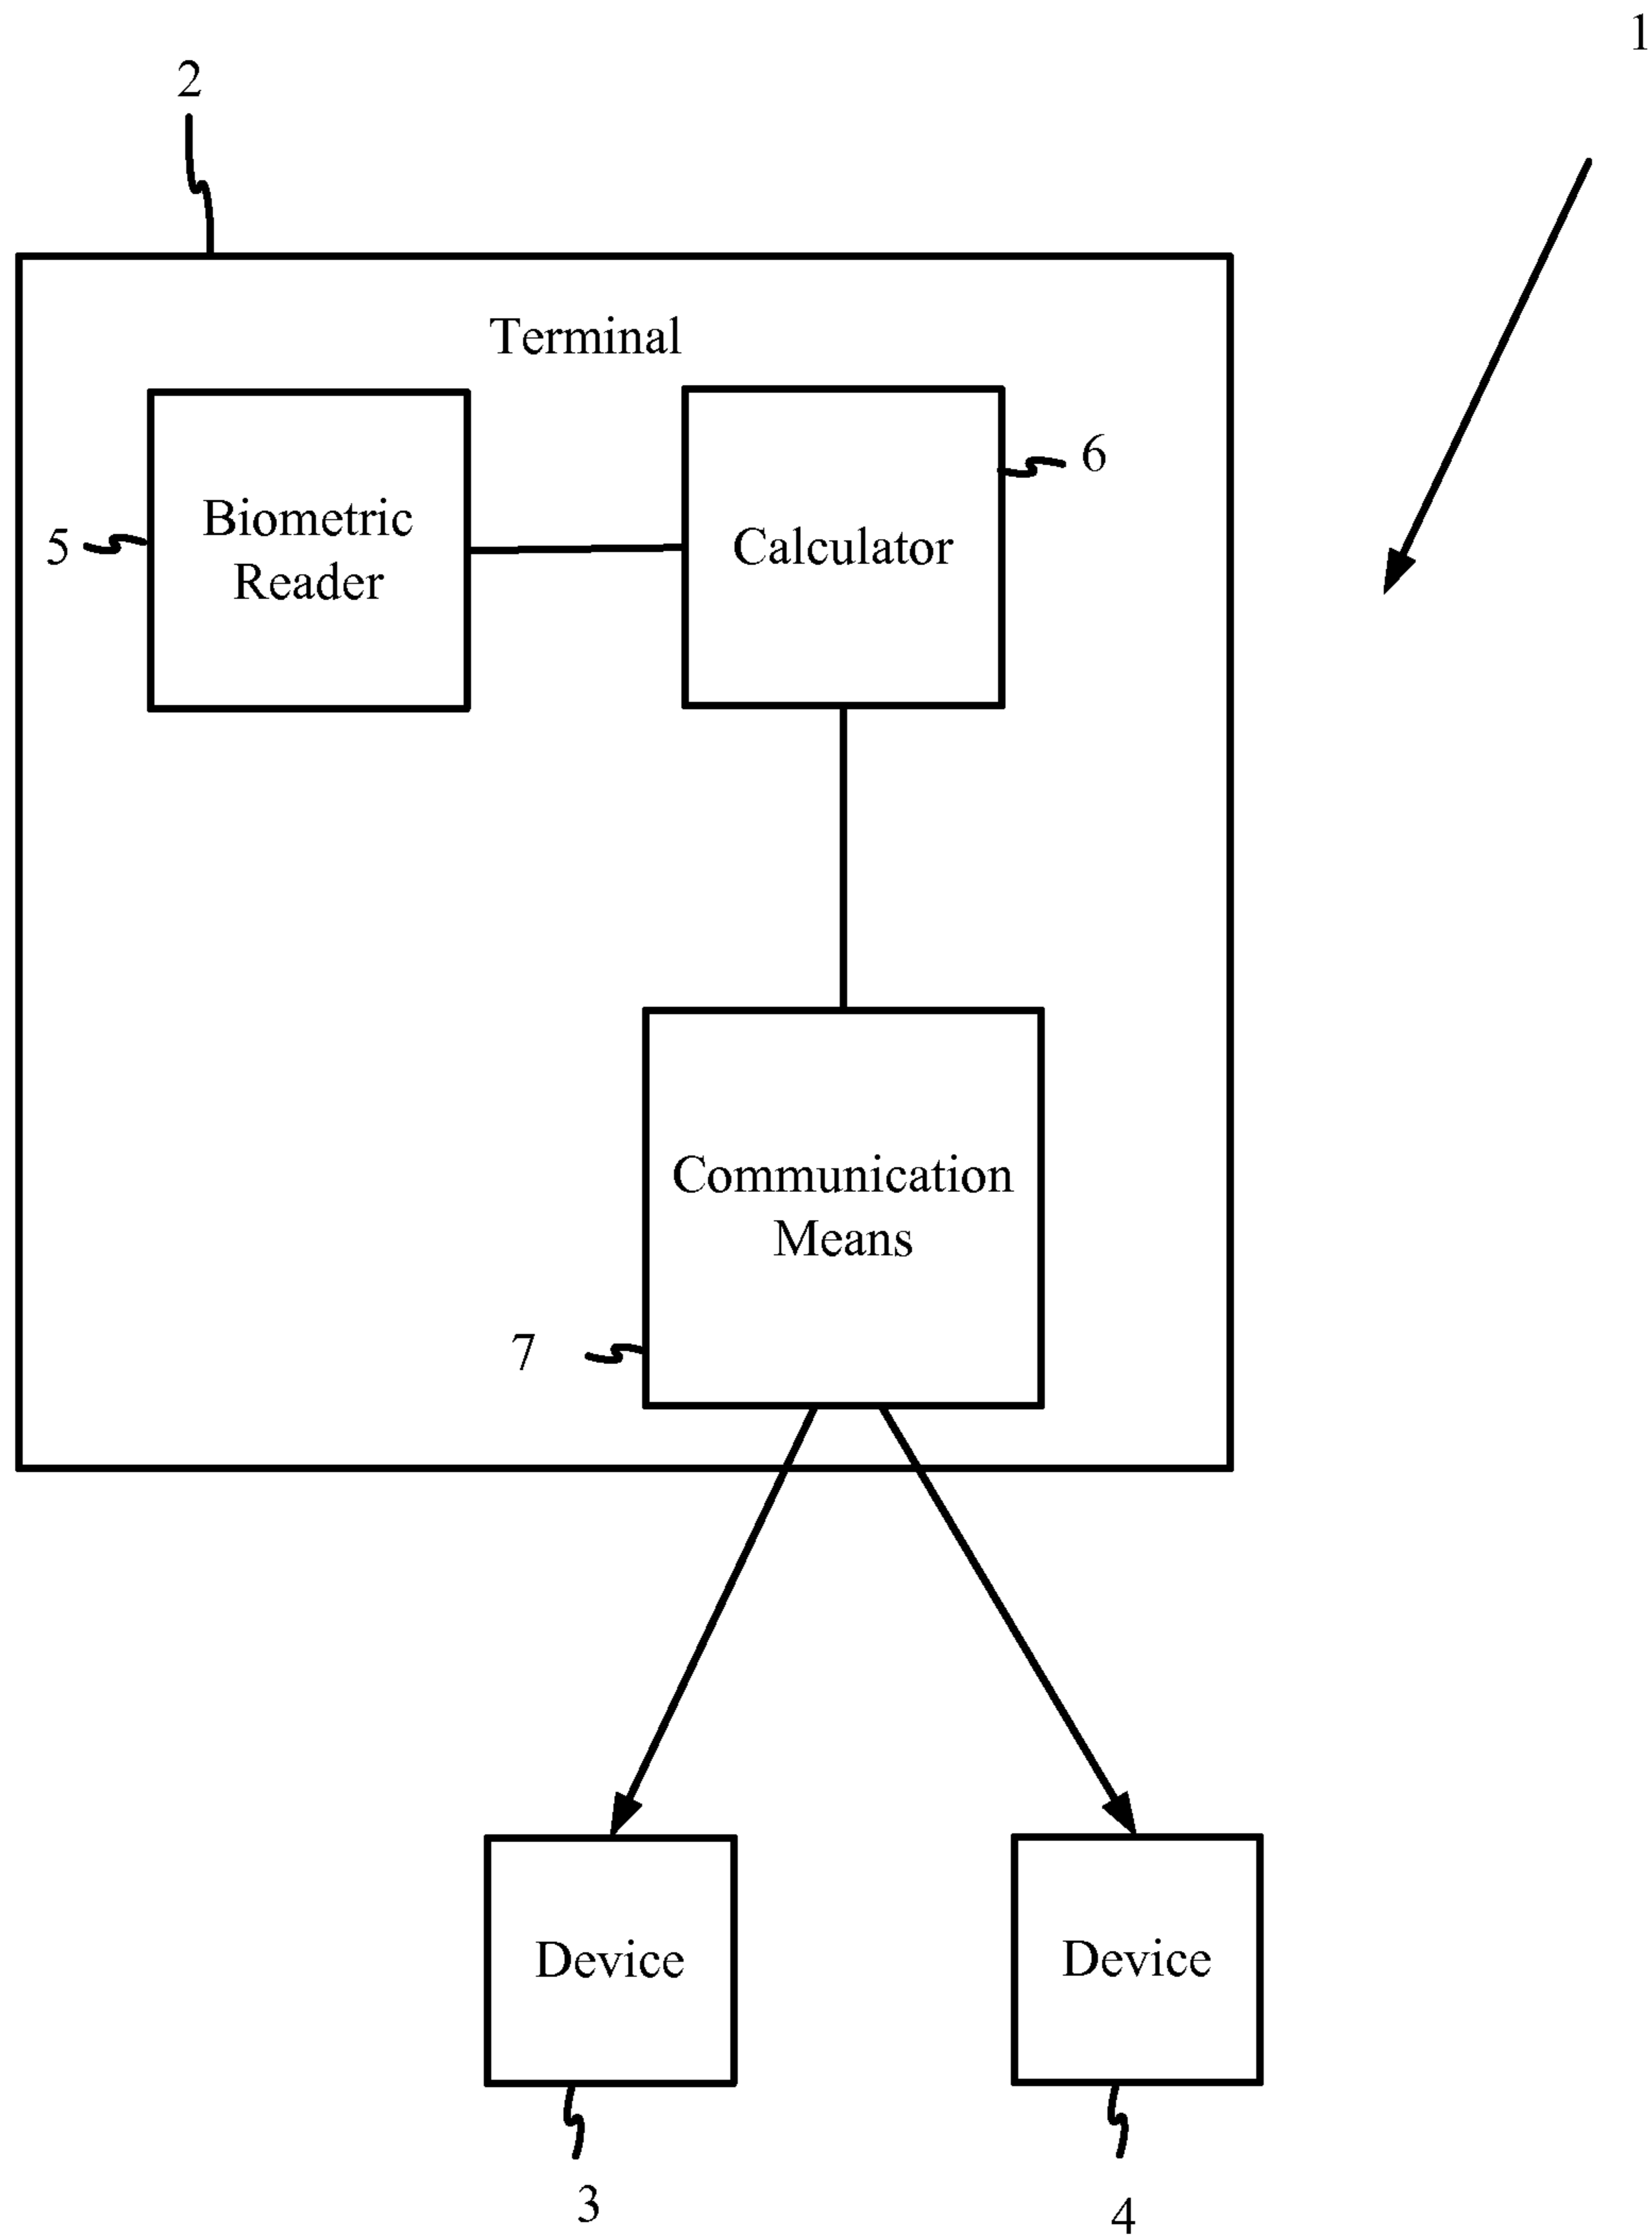 1
2
Terminal
5
Biometric
Reader
Calculator
6
Communication
Means
7
Device
Device
3
4